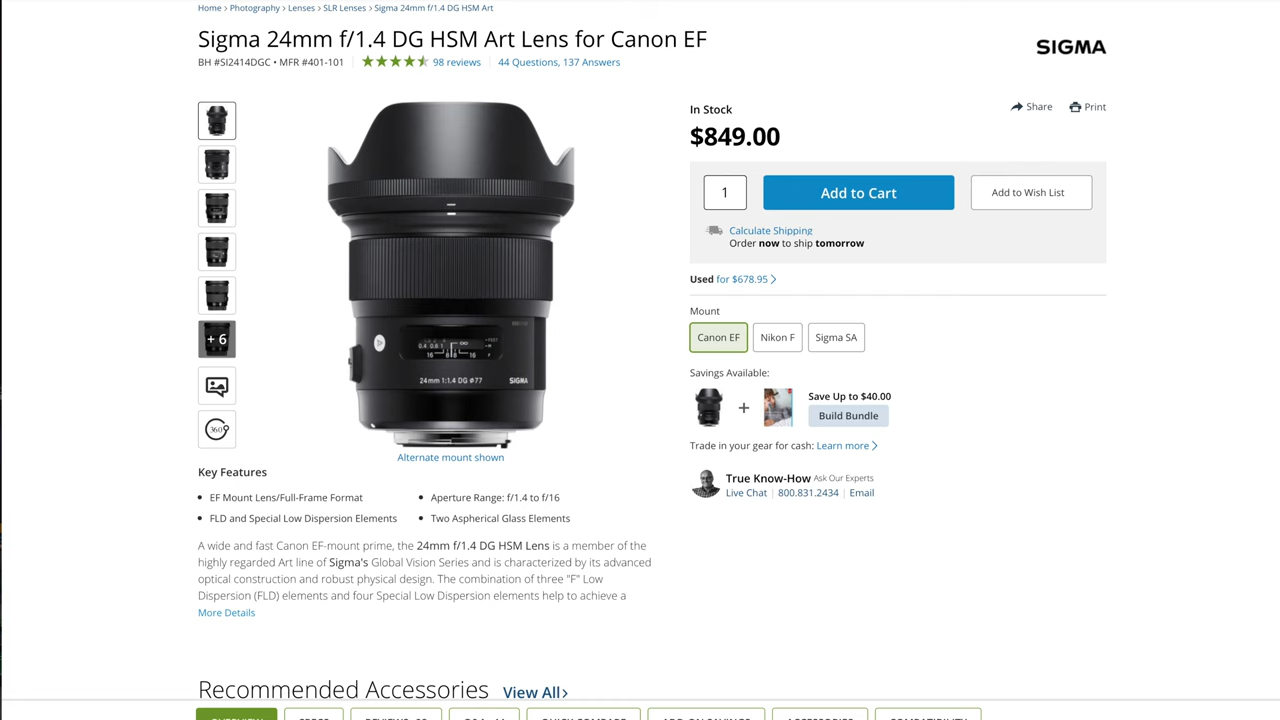 Home > Photography > Lenses > SLR Lenses > Sigma 24mm f/1.4 DG HSM Art
Sigma 24mm f/1.4 DG HSM Art Lens for Canon EF
SIGMA
BH #SI2414DGC • MFR #401-101
98 reviews
44 Questions, 137 Answers
In Stock
Share
Print
$849.00
1
Add to Cart
Add to Wish List
Calculate Shipping
Order now to ship tomorrow
Used for $678.95 >
Mount
Canon EF
Nikon F
Sigma SA
Savings Available:
+ 6
24mm 1:1.4 DG ø77
SIGMA
+
Save Up to $40.00
Build Bundle
360°
Trade in your gear for cash: Learn more >
Alternate mount shown
True Know-How Ask Our Experts
Live Chat | 800.831.2434 | Email
Key Features
• EF Mount Lens/Full-Frame Format
• Aperture Range: f/1.4 to f/16
• FLD and Special Low Dispersion Elements
• Two Aspherical Glass Elements
A wide and fast Canon EF-mount prime, the 24mm f/1.4 DG HSM Lens is a member of the
highly regarded Art line of Sigma's Global Vision Series and is characterized by its advanced
optical construction and robust physical design. The combination of three "F" Low
Dispersion (FLD) elements and four Special Low Dispersion elements help to achieve a
More Details
Recommended Accessories
View All>